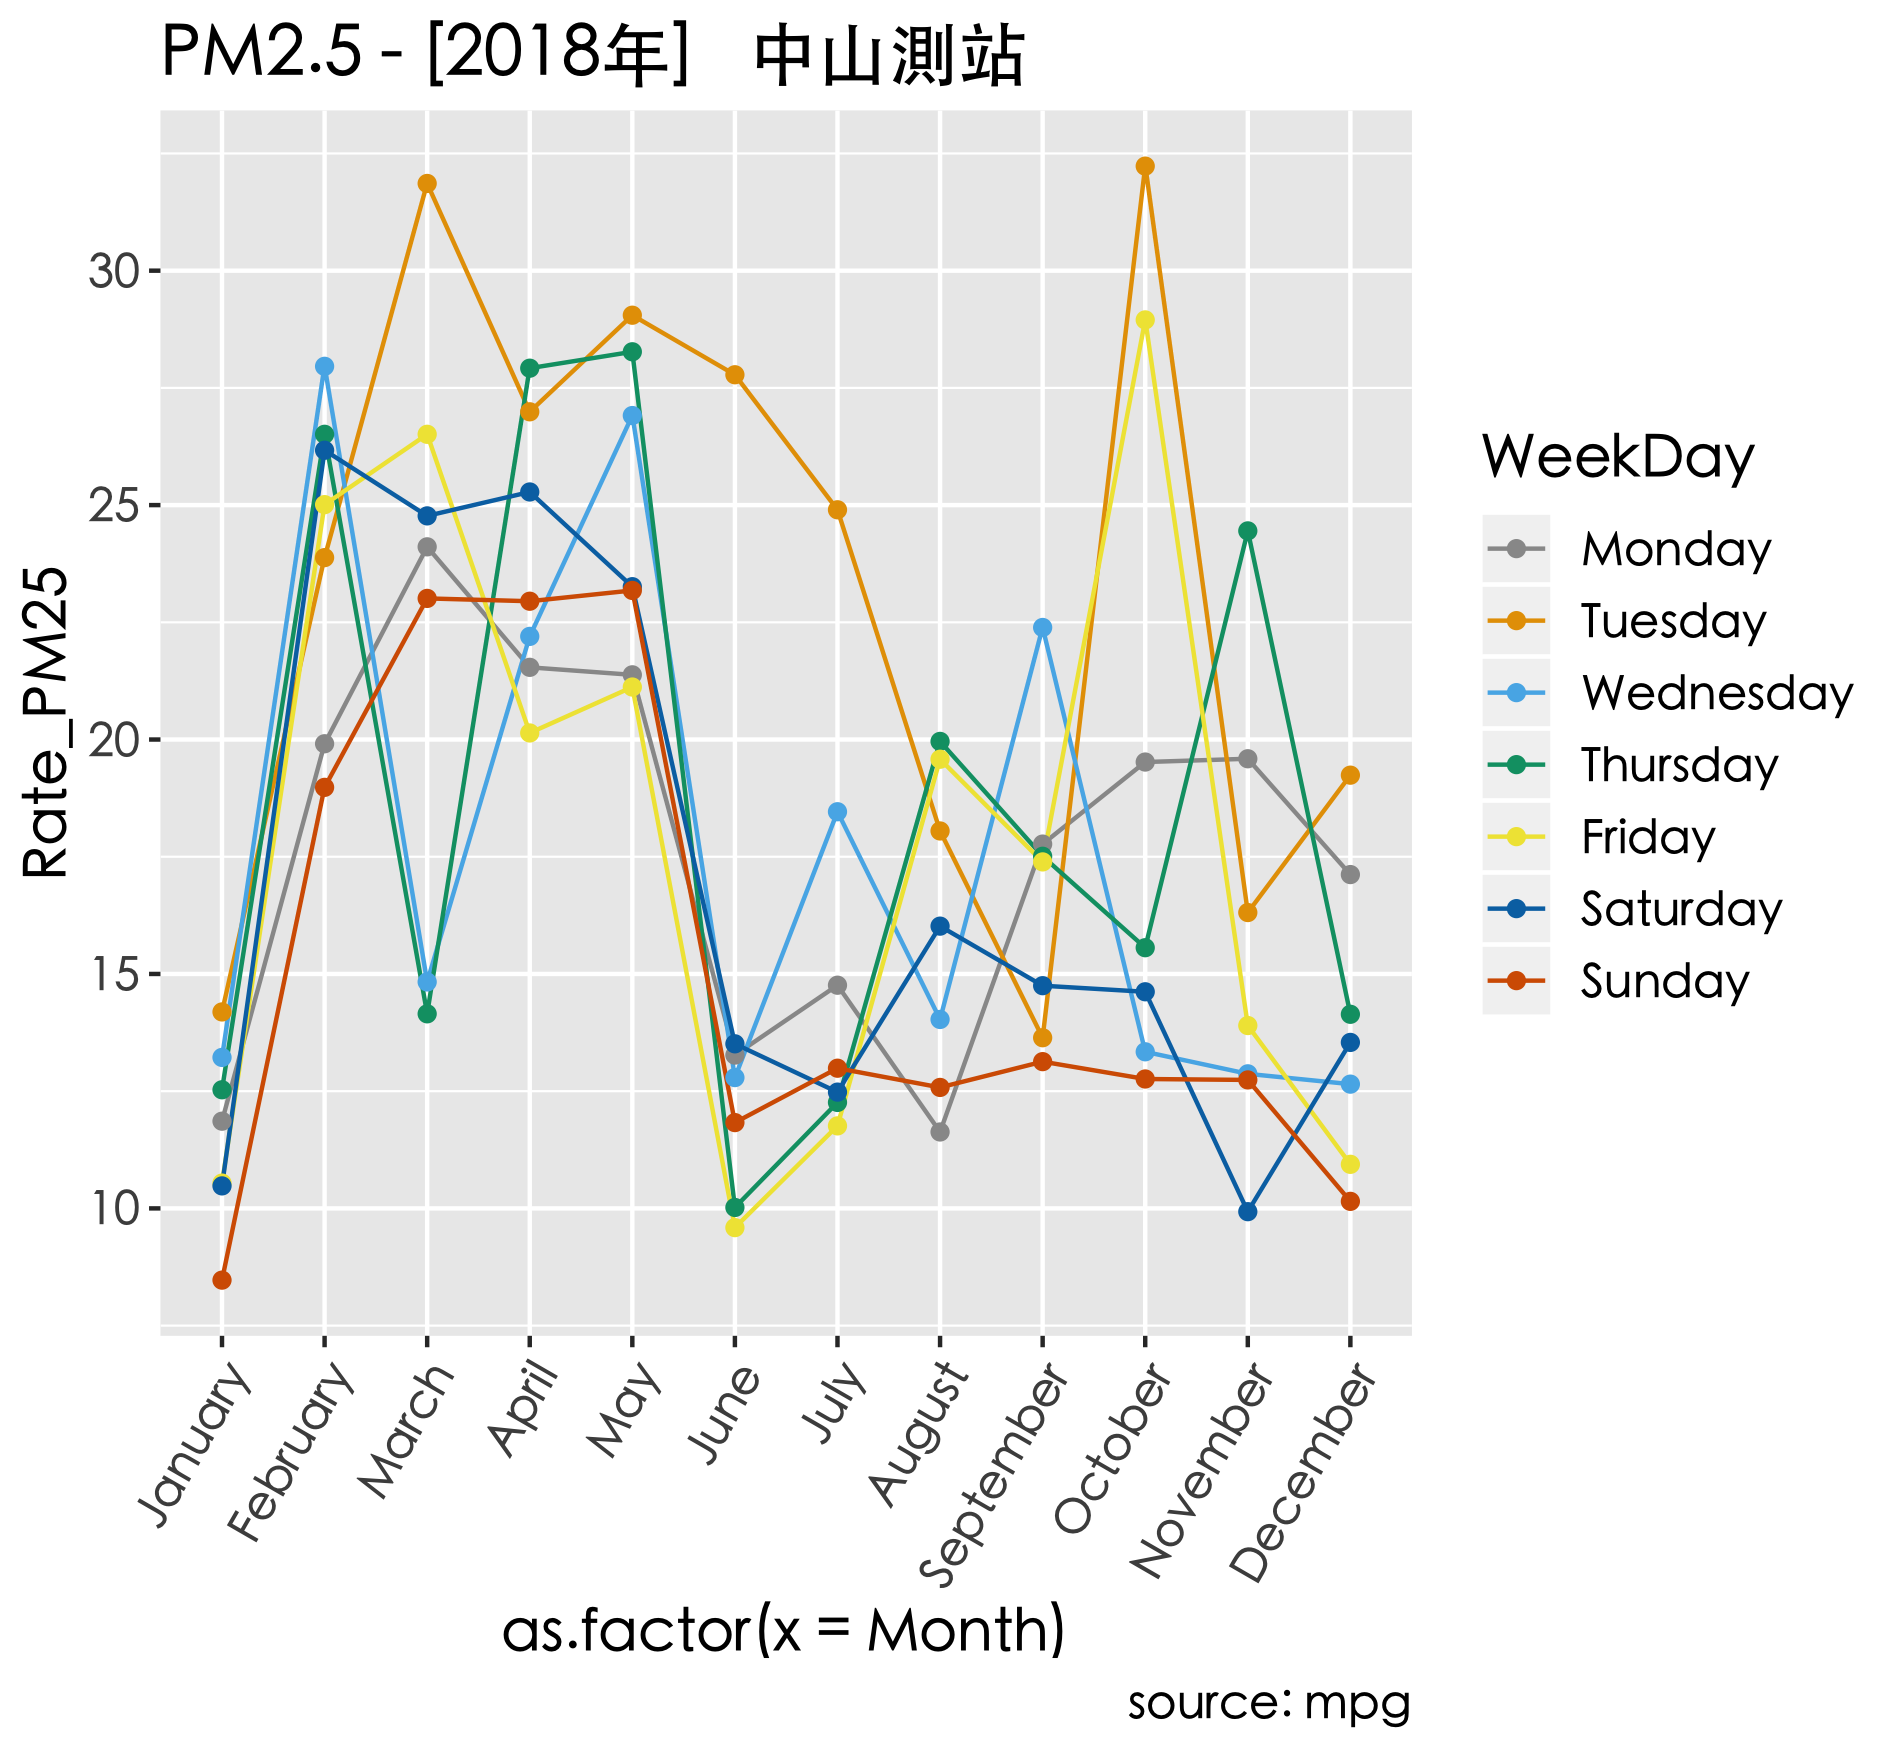 PM2.5 - [2018年] 中山測站
Rate_PM25
30
25
20
15
10
January
February
March
April
May
June
July
August
September
October
November
December
as.factor(x = Month)
WeekDay
Monday
Tuesday
Wednesday
Thursday
Friday
Saturday
Sunday
source: mpg